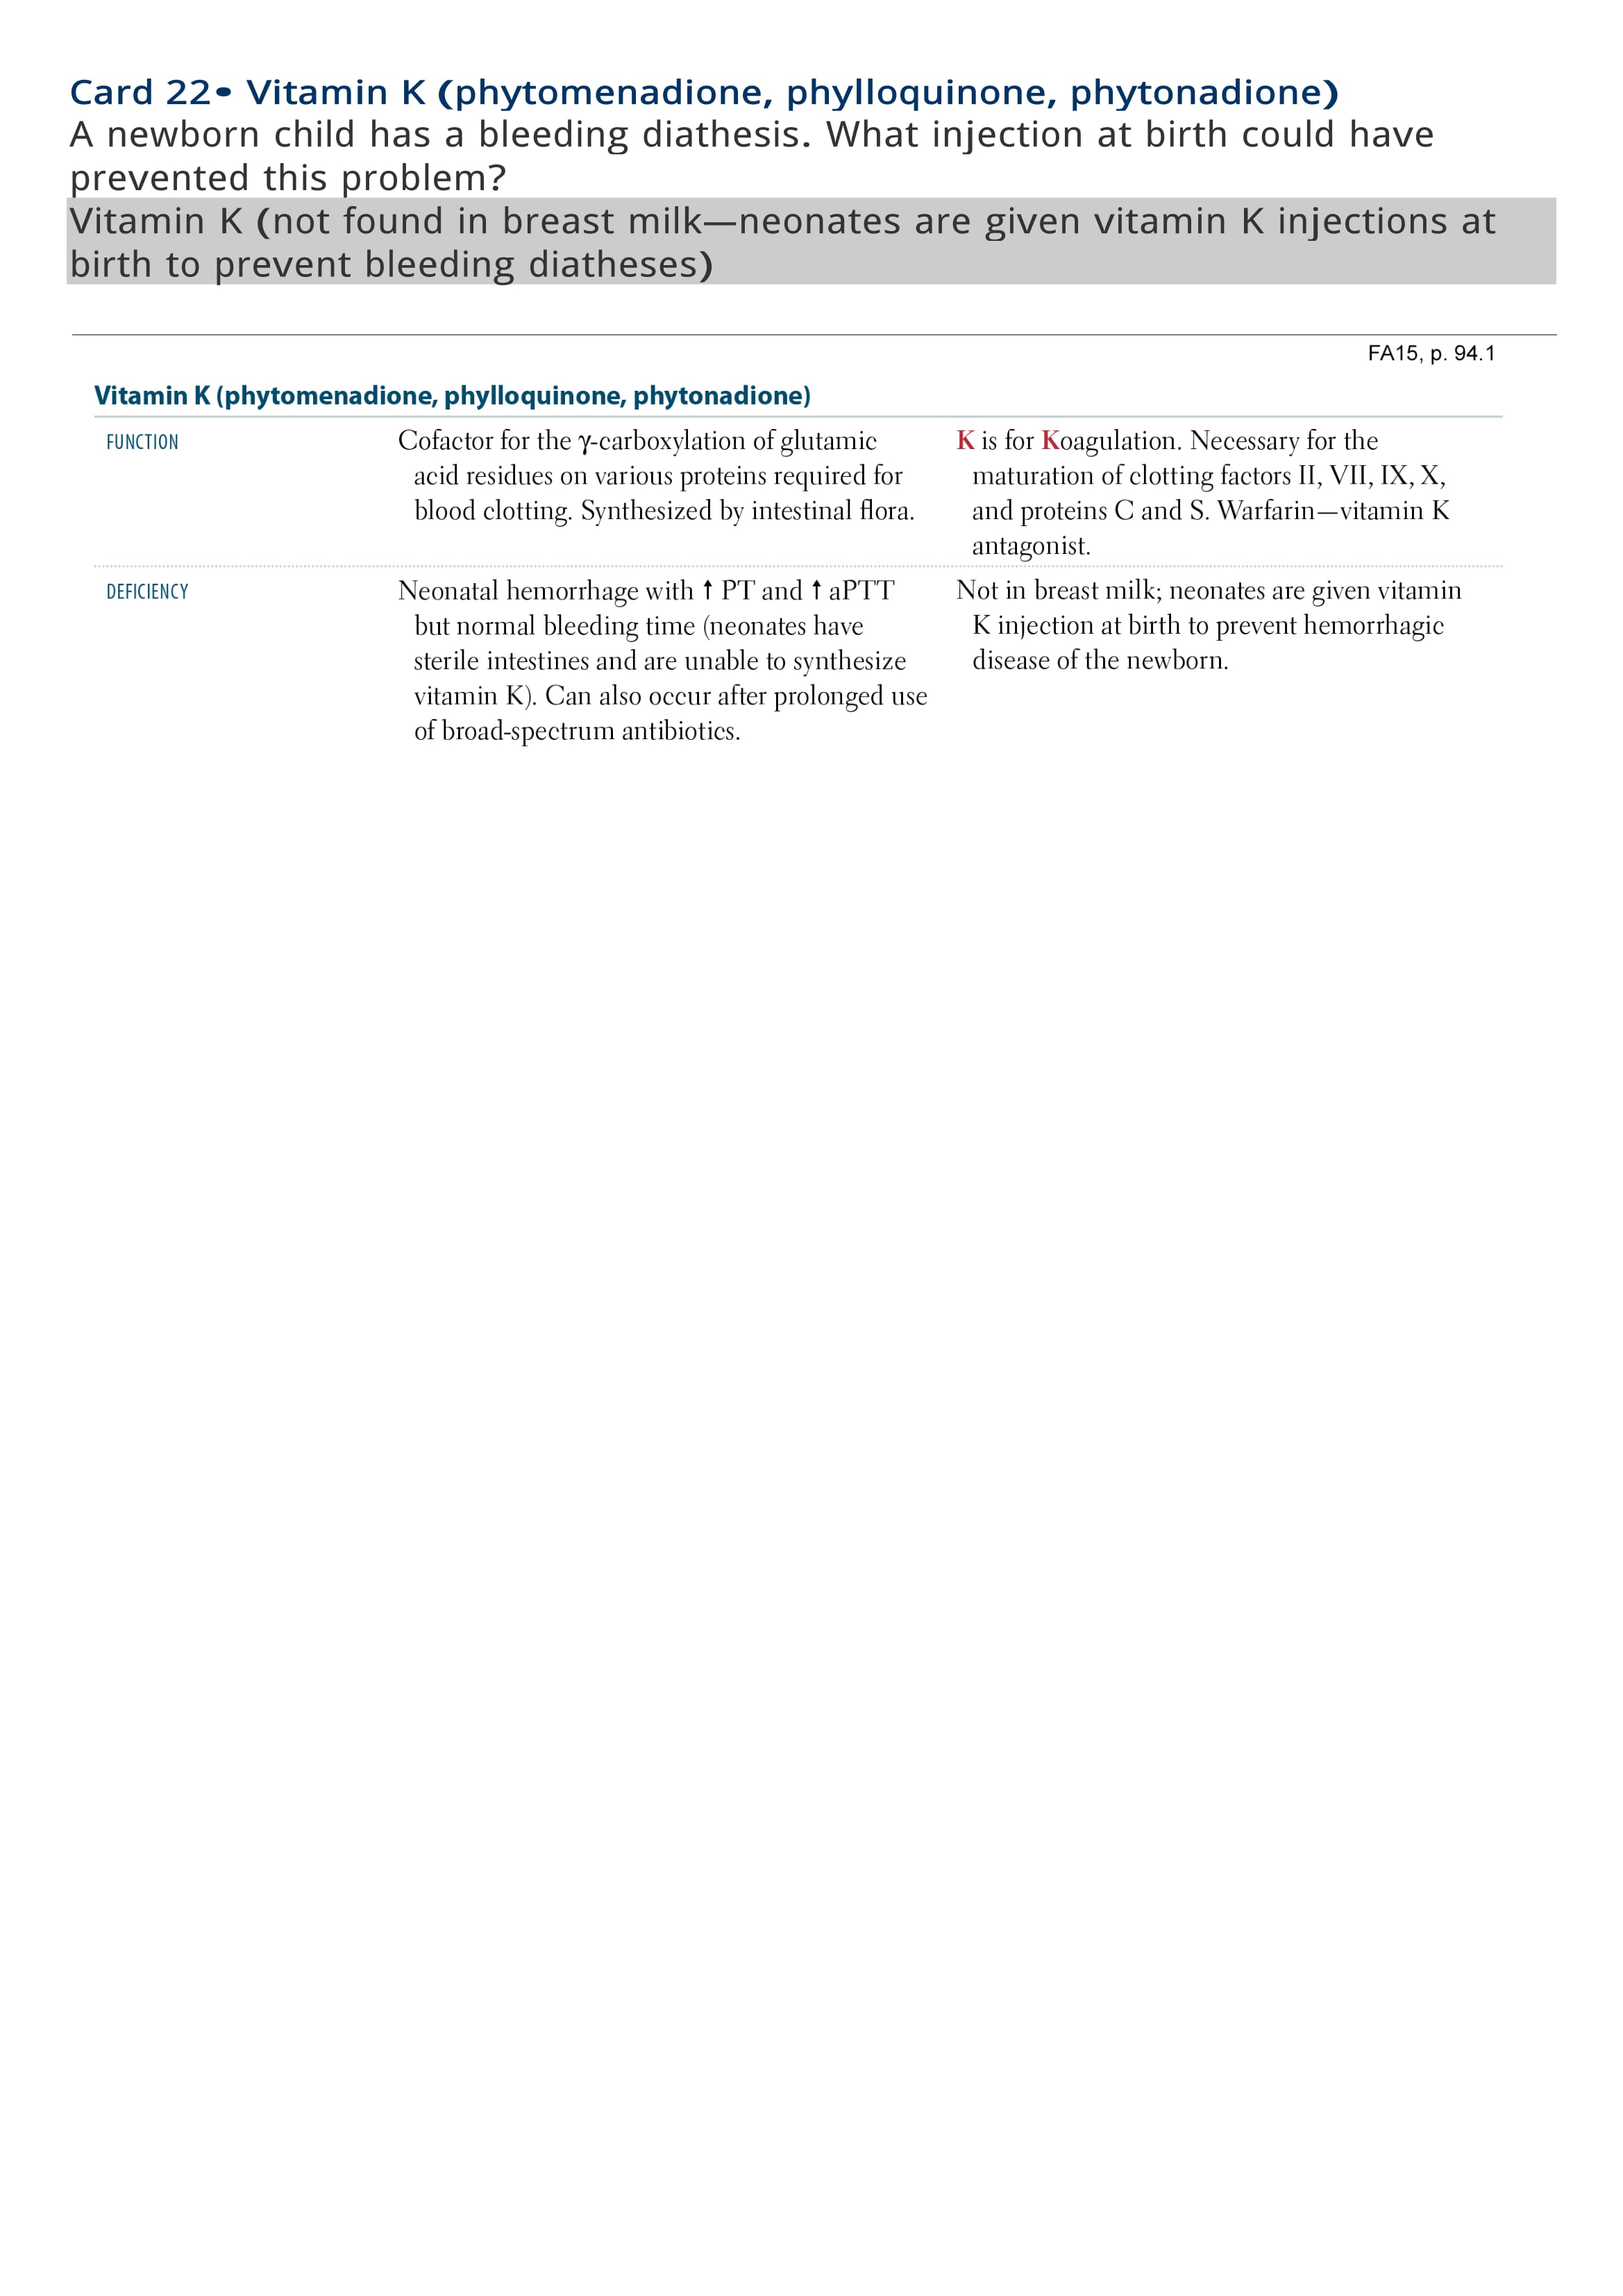 Card 22• Vitamin K (phytomenadione, phylloquinone, phytonadione)
A newborn child has a bleeding diathesis. What injection at birth could have
prevented this problem?
Vitamin K (not found in breast milk—neonates are given vitamin K injections at
birth to prevent bleeding diatheses)
FA15, p. 94.1
Vitamin K (phytomenadione, phylloquinone, phytonadione)
FUNCTION
Cofactor for the γ-carboxylation of glutamic
acid residues on various proteins required for
blood clotting. Synthesized by intestinal flora.
K is for Koagulation. Necessary for the
maturation of clotting factors II, VII, IX, X,
and proteins C and S. Warfarin—vitamin K
antagonist.
DEFICIENCY
Neonatal hemorrhage with ↑ PT and ↑ aPTT
but normal bleeding time (neonates have
sterile intestines and are unable to synthesize
vitamin K). Can also occur after prolonged use
of broad-spectrum antibiotics.
Not in breast milk; neonates are given vitamin
K injection at birth to prevent hemorrhagic
disease of the newborn.